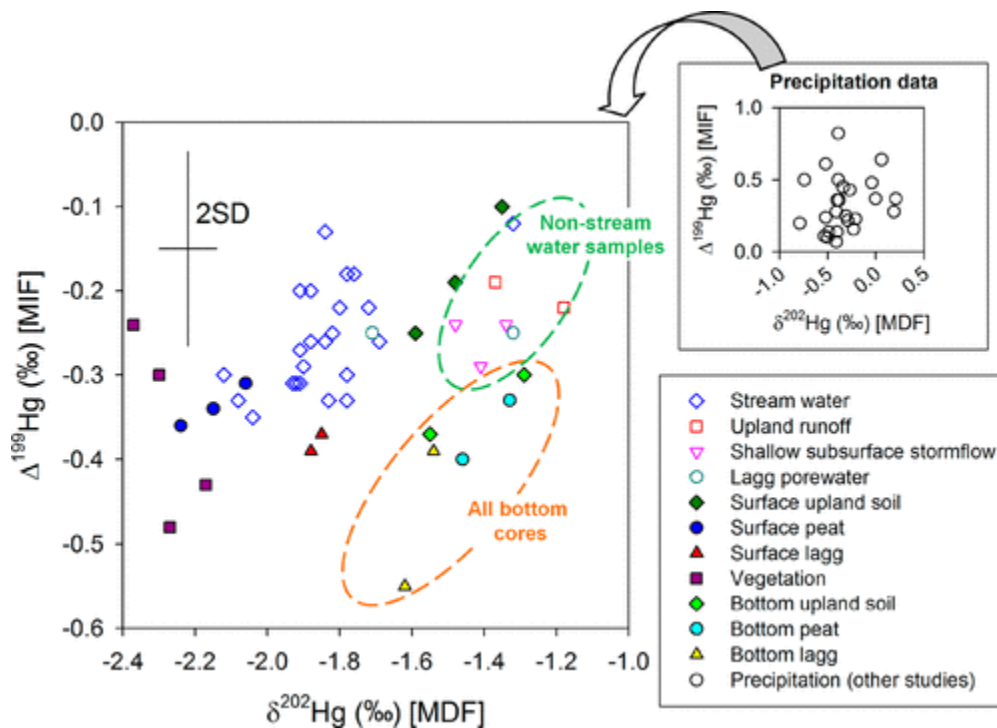 Precipitation data
Δ¹⁹⁹Hg (‰) [MIF]
1.0
0.5
0.0
-1.0
-0.5
0.0
0.5
δ²⁰²Hg (‰) [MDF]
Δ¹⁹⁹Hg (‰) [MIF]
0.0
-0.1
-0.2
-0.3
-0.4
-0.5
-0.6
2SD
Non-stream
water samples
All bottom
cores
-2.4
-2.2
-2.0
-1.8
-1.6
-1.4
-1.2
-1.0
δ²⁰²Hg (‰) [MDF]
Stream water
Upland runoff
Shallow subsurface stormflow
Lagg porewater
Surface upland soil
Surface peat
Surface lagg
Vegetation
Bottom upland soil
Bottom peat
Bottom lagg
Precipitation (other studies)